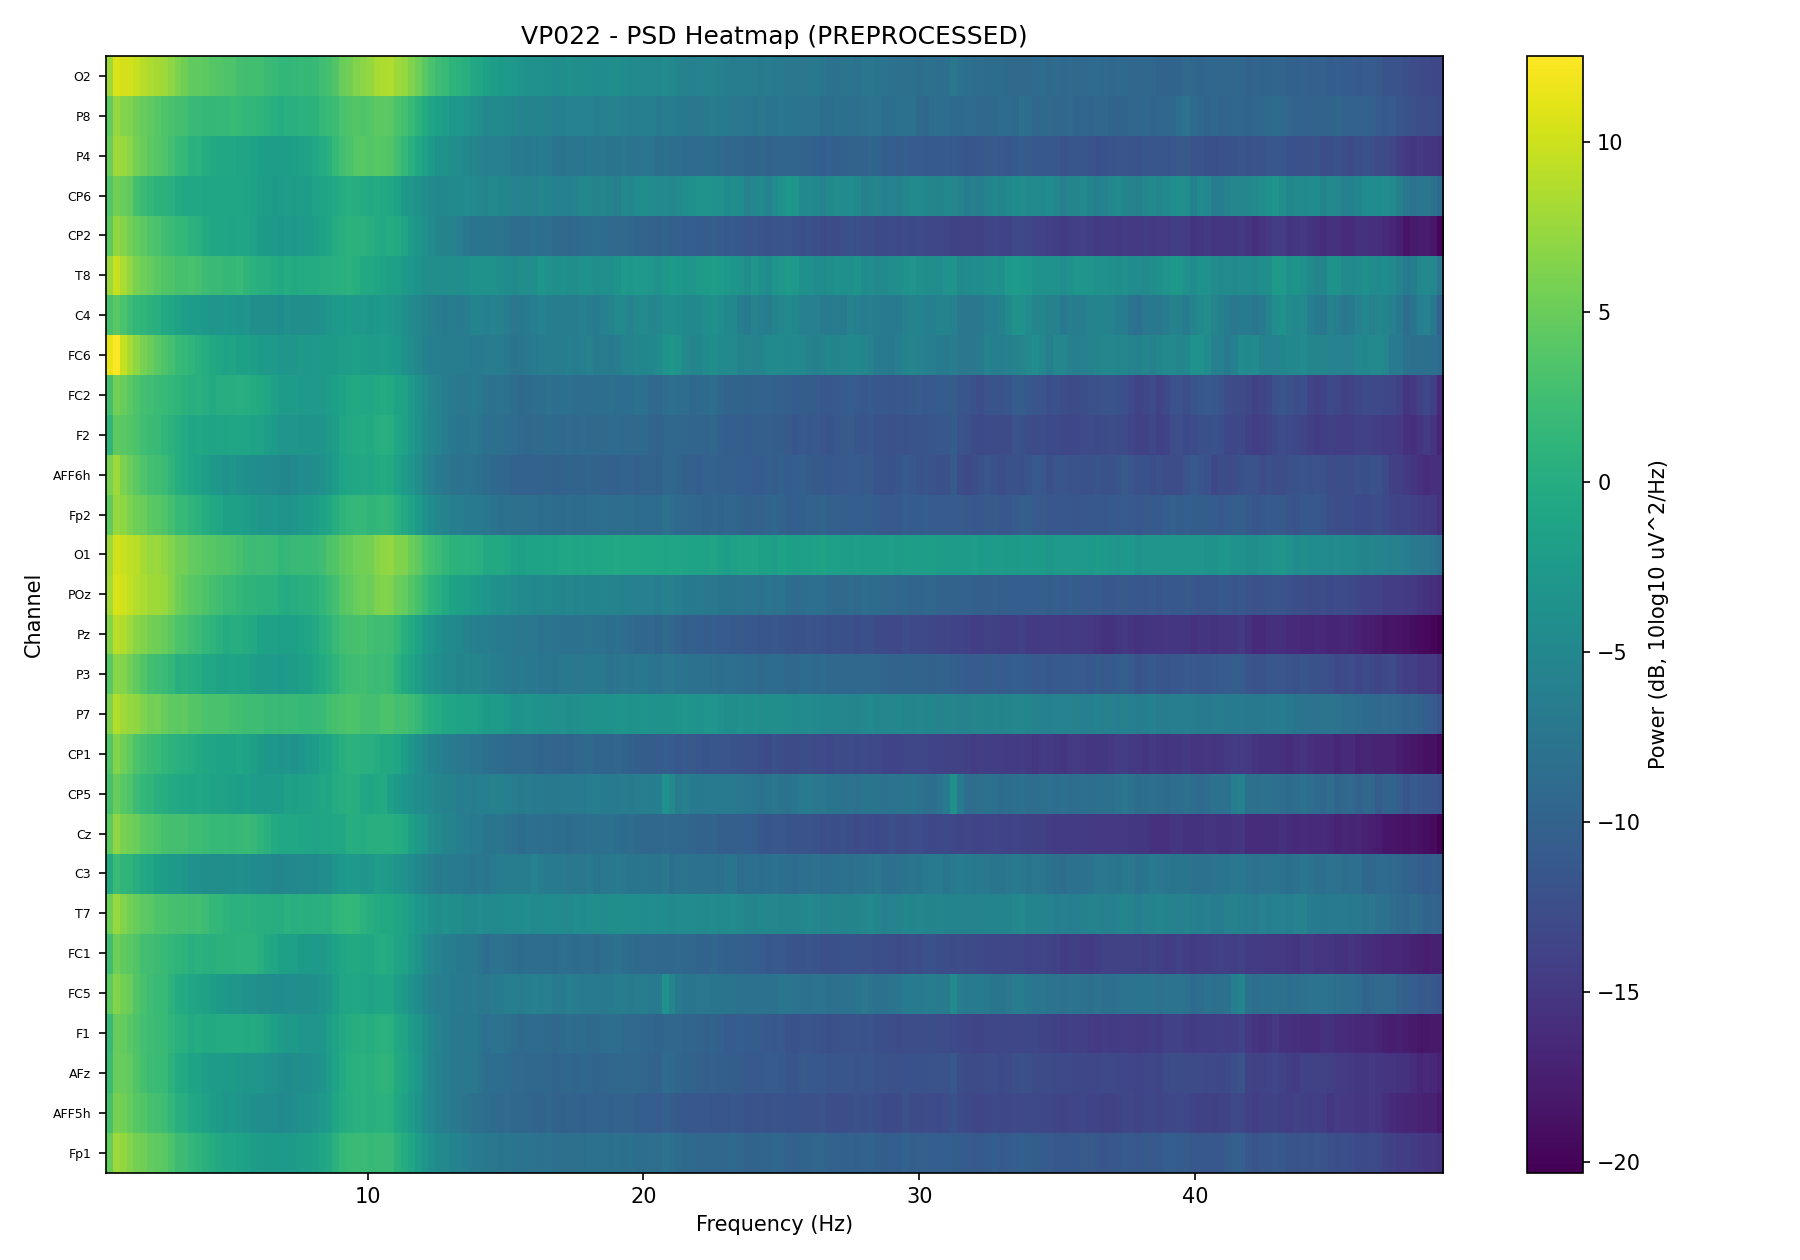 VP022 - PSD Heatmap (PREPROCESSED)
O2
P8
P4
CP6
CP2
T8
C4
FC6
FC2
F2
AFF6h
Fp2
O1
POz
Pz
P3
P7
CP1
CP5
Cz
C3
T7
FC1
FC5
F1
AFz
AFF5h
Fp1
Channel
10 20 30 40
Frequency (Hz)
10
5
0
−5
−10
−15
−20
Power (dB, 10log10 uV^2/Hz)